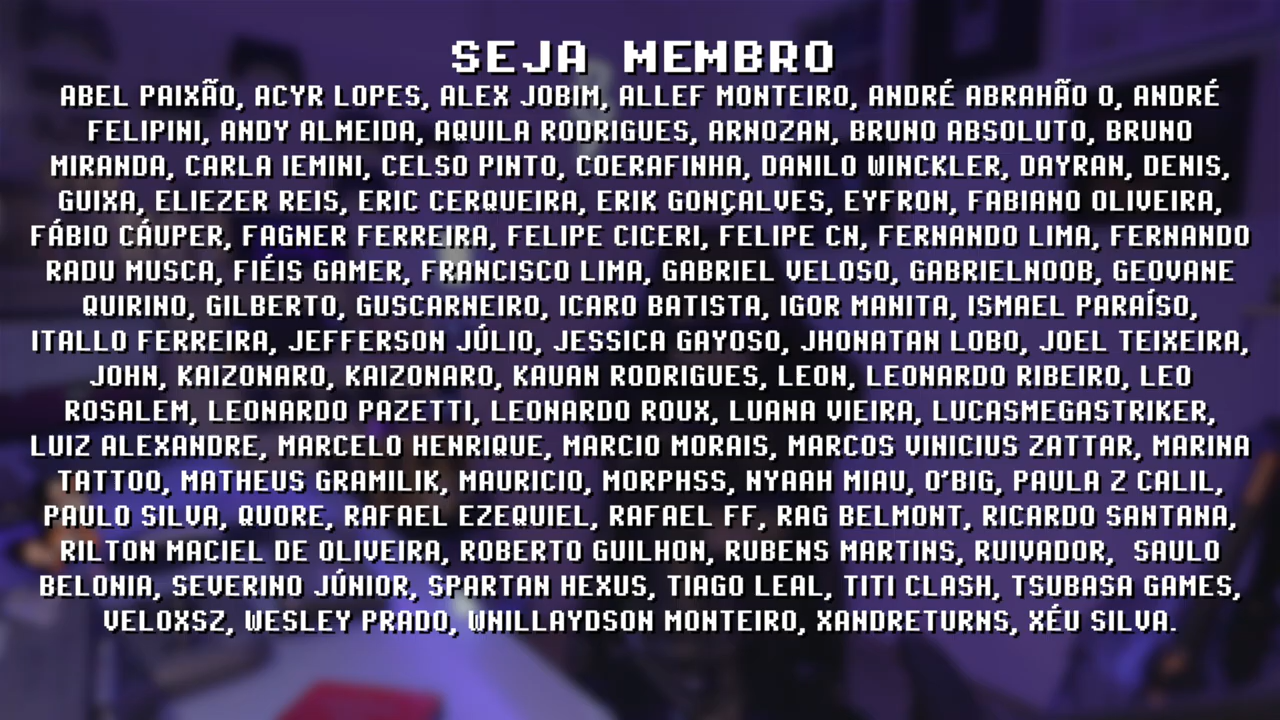 SEJA MEMBRO
ABEL PAIXÃO, ACYR LOPES, ALEX JOBIM, ALLEF MONTEIRO, ANDRÉ ABRAHÃO O, ANDRÉ
FELIPINI, ANDY ALMEIDA, AQUILA RODRIGUES, ARNOZAN, BRUNO ABSOLUTO, BRUNO
MIRANDA, CARLA IEMINI, CELSO PINTO, COERAFINHA, DANILO WINCKLER, DAYRAN, DENIS,
GUIXA, ELIEZER REIS, ERIC CERQUEIRA, ERIK GONÇALVES, EYFRON, FABIANO OLIVEIRA,
FÁBIO CÁUPER, FAGNER FERREIRA, FELIPE CICERI, FELIPE CN, FERNANDO LIMA, FERNANDO
RADU MUSCA, FIÉIS GAMER, FRANCISCO LIMA, GABRIEL VELOSO, GABRIELNOOB, GEOVANE
QUIRINO, GILBERTO, GUSCARNEIRO, ICARO BATISTA, IGOR MANITA, ISMAEL PARAÍSO,
ITALLO FERREIRA, JEFFERSON JÚLIO, JESSICA GAYOSO, JHONATAN LOBO, JOEL TEIXEIRA,
JOHN, KAIZONARO, KAIZONARO, KAUAN RODRIGUES, LEON, LEONARDO RIBEIRO, LEO
ROSALEM, LEONARDO PAZETTI, LEONARDO ROUX, LUANA VIEIRA, LUCASMEGASTRIKER,
LUIZ ALEXANDRE, MARCELO HENRIQUE, MARCIO MORAIS, MARCOS VINICIUS ZATTAR, MARINA
TATTOO, MATHEUS GRAMILIK, MAURICIO, MORPHSS, NYAAH MIAU, O'BIG, PAULA Z CALIL,
PAULO SILVA, QUORE, RAFAEL EZEQUIEL, RAFAEL FF, RAG BELMONT, RICARDO SANTANA,
RILTON MACIEL DE OLIVEIRA, ROBERTO GUILHON, RUBENS MARTINS, RUIVADOR, SAULO
BELONIA, SEVERINO JÚNIOR, SPARTAN HEXUS, TIAGO LEAL, TITI CLASH, TSUBASA GAMES,
VELOXSZ, WESLEY PRADO, WHILLAYDSON MONTEIRO, XANDRETURNS, XÉU SILVA.